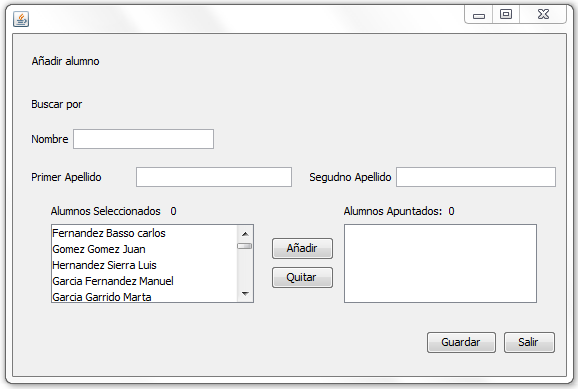 Añadir alumno
Buscar por
Nombre
Primer Apellido Segudno Apellido
Alumnos Seleccionados 0 Alumnos Apuntados: 0
Fernandez Basso carlos
Gomez Gomez Juan
Hernandez Sierra Luis
Garcia Fernandez Manuel
Garcia Garrido Marta
Añadir
Quitar
Guardar Salir